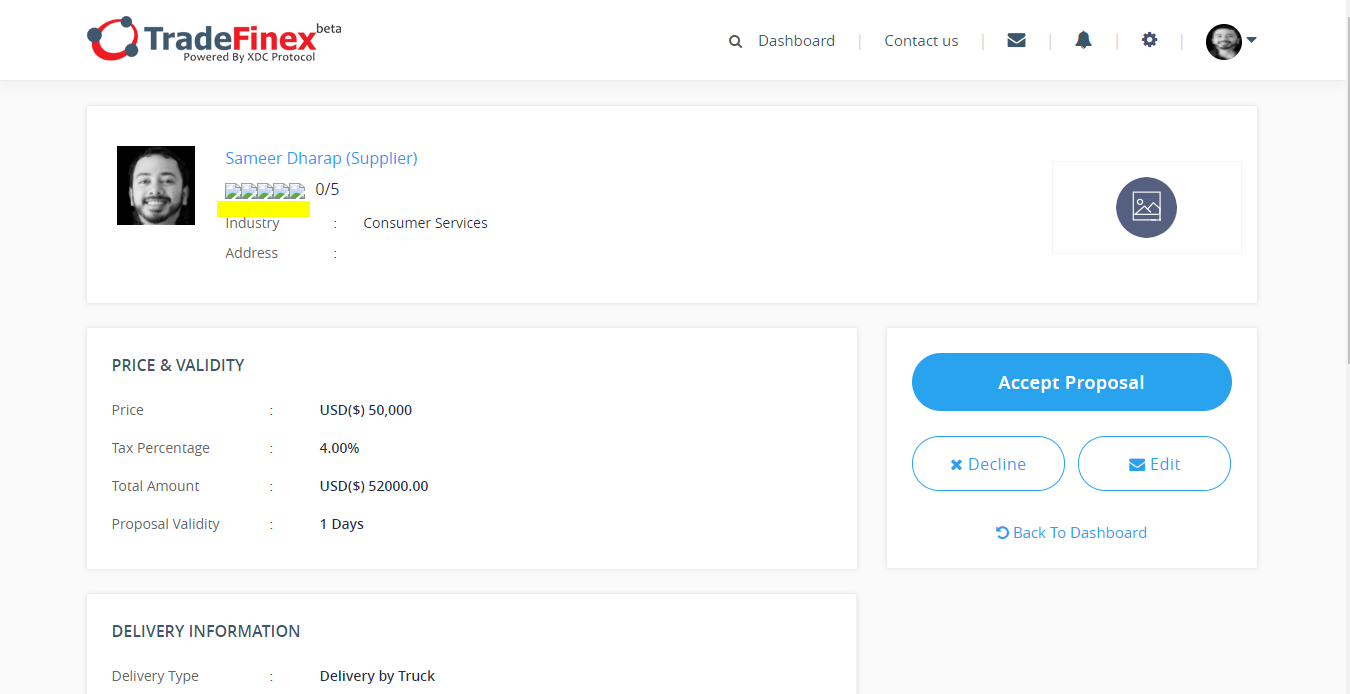 TradeFinex beta
Powered By XDC Protocol
Dashboard | Contact us
Sameer Dharap (Supplier)
0/5
Industry : Consumer Services
Address :
PRICE & VALIDITY
Price : USD($) 50,000
Tax Percentage : 4.00%
Total Amount : USD($) 52000.00
Proposal Validity : 1 Days
Accept Proposal
Decline
Edit
Back To Dashboard
DELIVERY INFORMATION
Delivery Type : Delivery by Truck